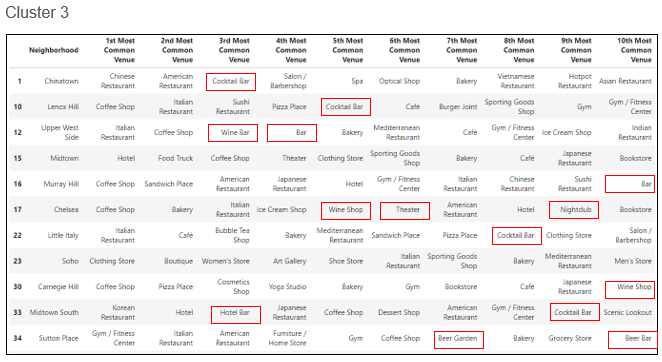 Cluster 3
Neighborhood 1st Most Common Venue 2nd Most Common Venue 3rd Most Common Venue 4th Most Common Venue 5th Most Common Venue 6th Most Common Venue 7th Most Common Venue 8th Most Common Venue 9th Most Common Venue 10th Most Common Venue
1 Chinatown Chinese Restaurant American Restaurant Cocktail Bar Salon / Barbershop Spa Optical Shop Bakery Vietnamese Restaurant Hotpot Restaurant Asian Restaurant
10 Lenox Hill Coffee Shop Italian Restaurant Sushi Restaurant Pizza Place Cocktail Bar Café Burger Joint Sporting Goods Shop Gym Gym / Fitness Center
12 Upper West Side Italian Restaurant Coffee Shop Wine Bar Bar Bakery Mediterranean Restaurant Café Gym / Fitness Center Ice Cream Shop Indian Restaurant
15 Midtown Hotel Food Truck Coffee Shop Theater Clothing Store Sporting Goods Shop Bakery Café Japanese Restaurant Bookstore
16 Murray Hill Coffee Shop Sandwich Place American Restaurant Japanese Restaurant Hotel Gym / Fitness Center Italian Restaurant Chinese Restaurant Sushi Restaurant Bar
17 Chelsea Coffee Shop Bakery Italian Restaurant Ice Cream Shop Wine Shop Theater American Restaurant Hotel Nightclub Bookstore
22 Little Italy Italian Restaurant Café Bubble Tea Shop Bakery Mediterranean Restaurant Sandwich Place Pizza Place Cocktail Bar Clothing Store Salon / Barbershop
23 Soho Clothing Store Boutique Women's Store Art Gallery Shoe Store Italian Restaurant Sporting Goods Shop Bakery Mediterranean Restaurant Men's Store
30 Carnegie Hill Coffee Shop Pizza Place Cosmetics Shop Yoga Studio Bakery Gym Bookstore Café Japanese Restaurant Wine Shop
33 Midtown South Korean Restaurant Hotel Hotel Bar Japanese Restaurant Coffee Shop Dessert Shop American Restaurant Gym / Fitness Center Cocktail Bar Scenic Lookout
34 Sutton Place Gym / Fitness Center Italian Restaurant American Restaurant Furniture / Home Store Gym Coffee Shop Beer Garden Bakery Grocery Store Beer Bar